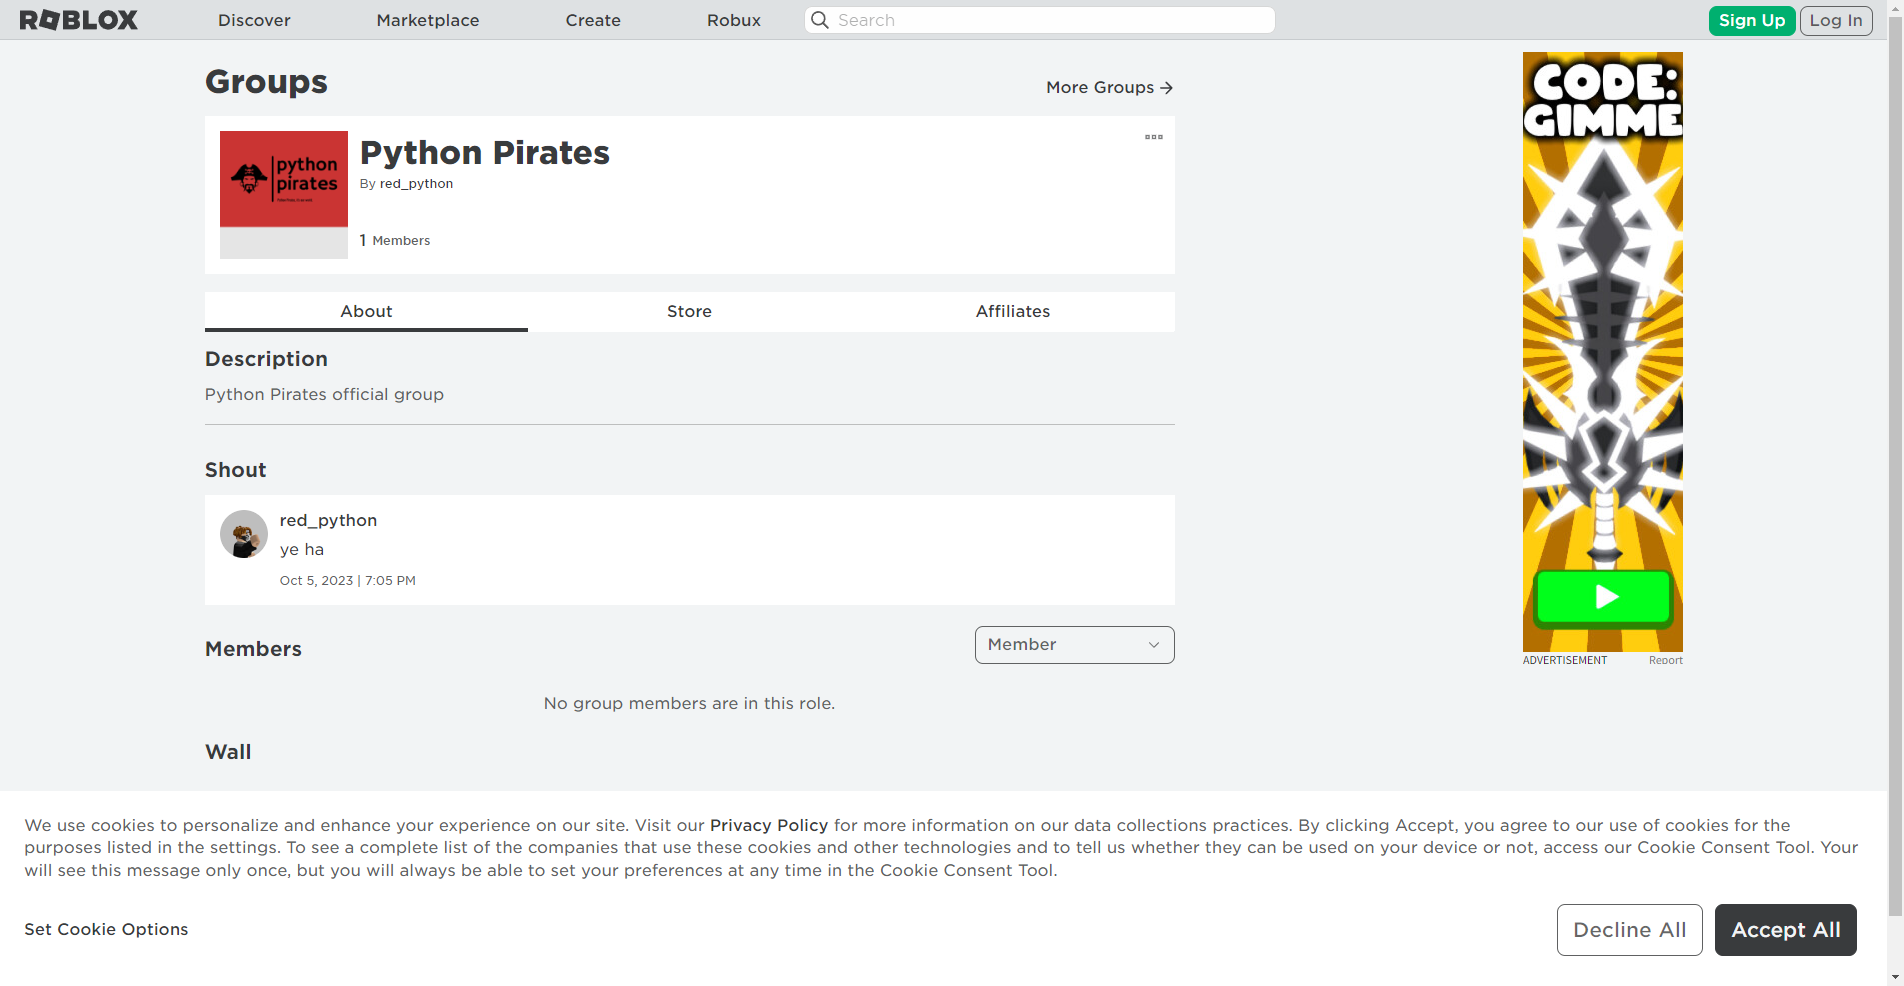 ROBLOX
Discover
Marketplace
Create
Robux
Search
Sign Up
Log In
Groups
More Groups
python
pirates
Python Pirates
By red_python
1 Members
About
Store
Affiliates
Description
Python Pirates official group
Shout
red_python
ye ha
Oct 5, 2023 | 7:05 PM
Members
Member
No group members are in this role.
Wall
CODE:
GIMME
ADVERTISEMENT
Report
We use cookies to personalize and enhance your experience on our site. Visit our Privacy Policy for more information on our data collections practices. By clicking Accept, you agree to our use of cookies for the
purposes listed in the settings. To see a complete list of the companies that use these cookies and other technologies and to tell us whether they can be used on your device or not, access our Cookie Consent Tool. Your
will see this message only once, but you will always be able to set your preferences at any time in the Cookie Consent Tool.
Set Cookie Options
Decline All
Accept All